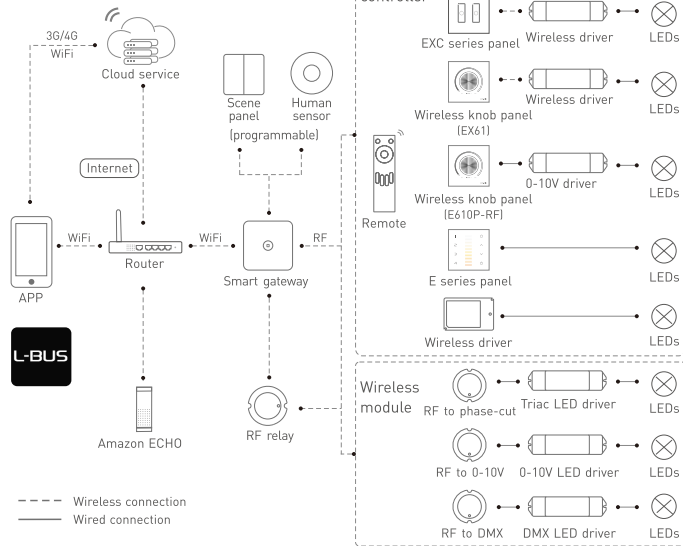 3G/4G
WiFi
Cloud service
Scene
panel
Human
sensor
(programmable)
Internet
WiFi
WiFi
RF
APP
Router
Smart gateway
L-BUS
Amazon ECHO
RF relay
Wireless connection
Wired connection
Remote
EXC series panel
Wireless driver
LEDs
Wireless knob panel
(EX61)
Wireless driver
LEDs
Wireless knob panel
(E610P-RF)
0-10V driver
LEDs
E series panel
LEDs
Wireless driver
LEDs
Wireless
module
RF to phase-cut
Triac LED driver
LEDs
RF to 0-10V
0-10V LED driver
LEDs
RF to DMX
DMX LED driver
LEDs